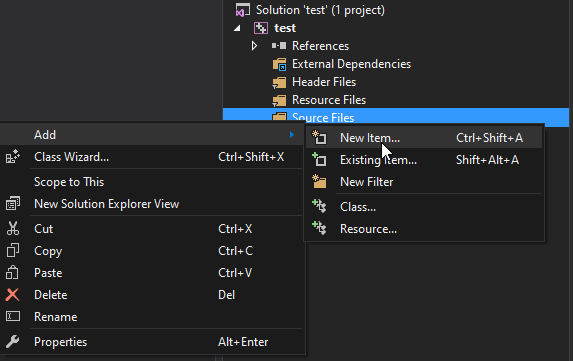 Solution 'test' (1 project)
test
References
External Dependencies
Header Files
Resource Files
Source Files
Add
Class Wizard... Ctrl+Shift+X
Scope to This
New Solution Explorer View
Cut Ctrl+X
Copy Ctrl+C
Paste Ctrl+V
Delete Del
Rename
Properties Alt+Enter
New Item... Ctrl+Shift+A
Existing Item... Shift+Alt+A
New Filter
Class...
Resource...